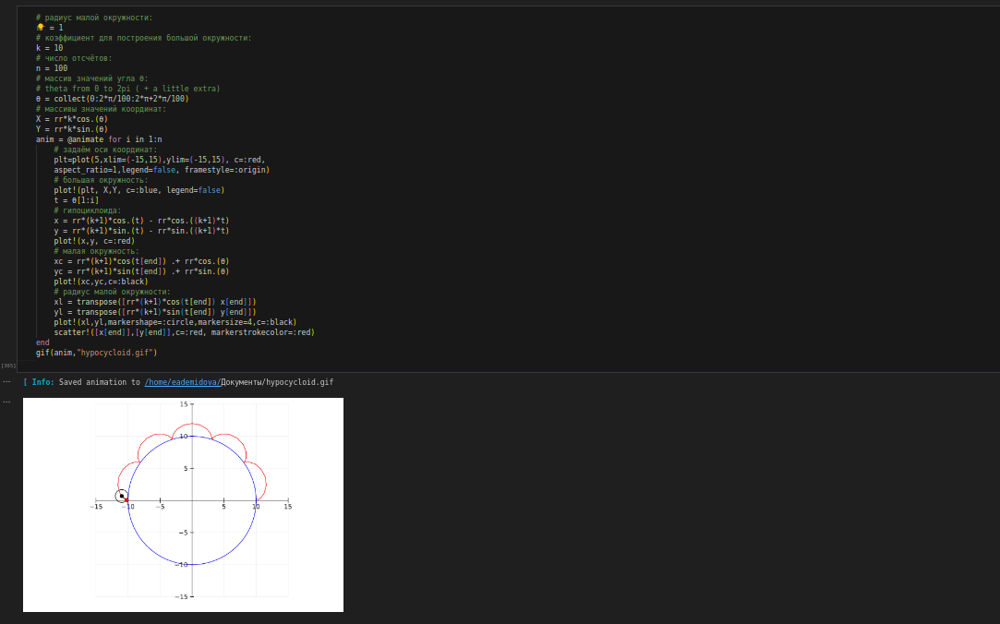 # радиус малой окружности:
= 1
# коэффициент для построения большой окружности:
k = 10
# число отсчётов:
n = 100
# массив значений угла θ:
# theta from 0 to 2pi ( + a little extra)
θ = collect(0:2*π/100:2*π+2*π/100)
# массивы значений координат:
X = rr*k*cos.(θ)
Y = rr*k*sin.(θ)
anim = @animate for i in 1:n
# задаём оси координат:
plt=plot(5,xlim=(-15,15),ylim=(-15,15), c=:red,
aspect_ratio=1,legend=false, framestyle=:origin)
# большая окружность:
plot!(plt, X,Y, c=:blue, legend=false)
t = θ[1:i]
# гипоциклоида:
x = rr*(k+1)*cos.(t) - rr*cos.((k+1)*t)
y = rr*(k+1)*sin.(t) - rr*sin.((k+1)*t)
plot!(x,y, c=:red)
# малая окружность:
xc = rr*(k+1)*cos(t[end]) .+ rr*cos.(θ)
yc = rr*(k+1)*sin(t[end]) .+ rr*sin.(θ)
plot!(xc,yc,c=:black)
# радиус малой окружности:
xl = transpose([rr*(k+1)*cos(t[end]) x[end]])
yl = transpose([rr*(k+1)*sin(t[end]) y[end]])
plot!(xl,yl,markershape=:circle,markersize=4,c=:black)
scatter!([x[end]],[y[end]],c=:red, markerstrokecolor=:red)
end
gif(anim,"hypocycloid.gif")
[385]
... [ Info: Saved animation to /home/eademidova/Документы/hypocycloid.gif
...
15
10
5
−15 −10 −5 5 10 15
−5
−10
−15